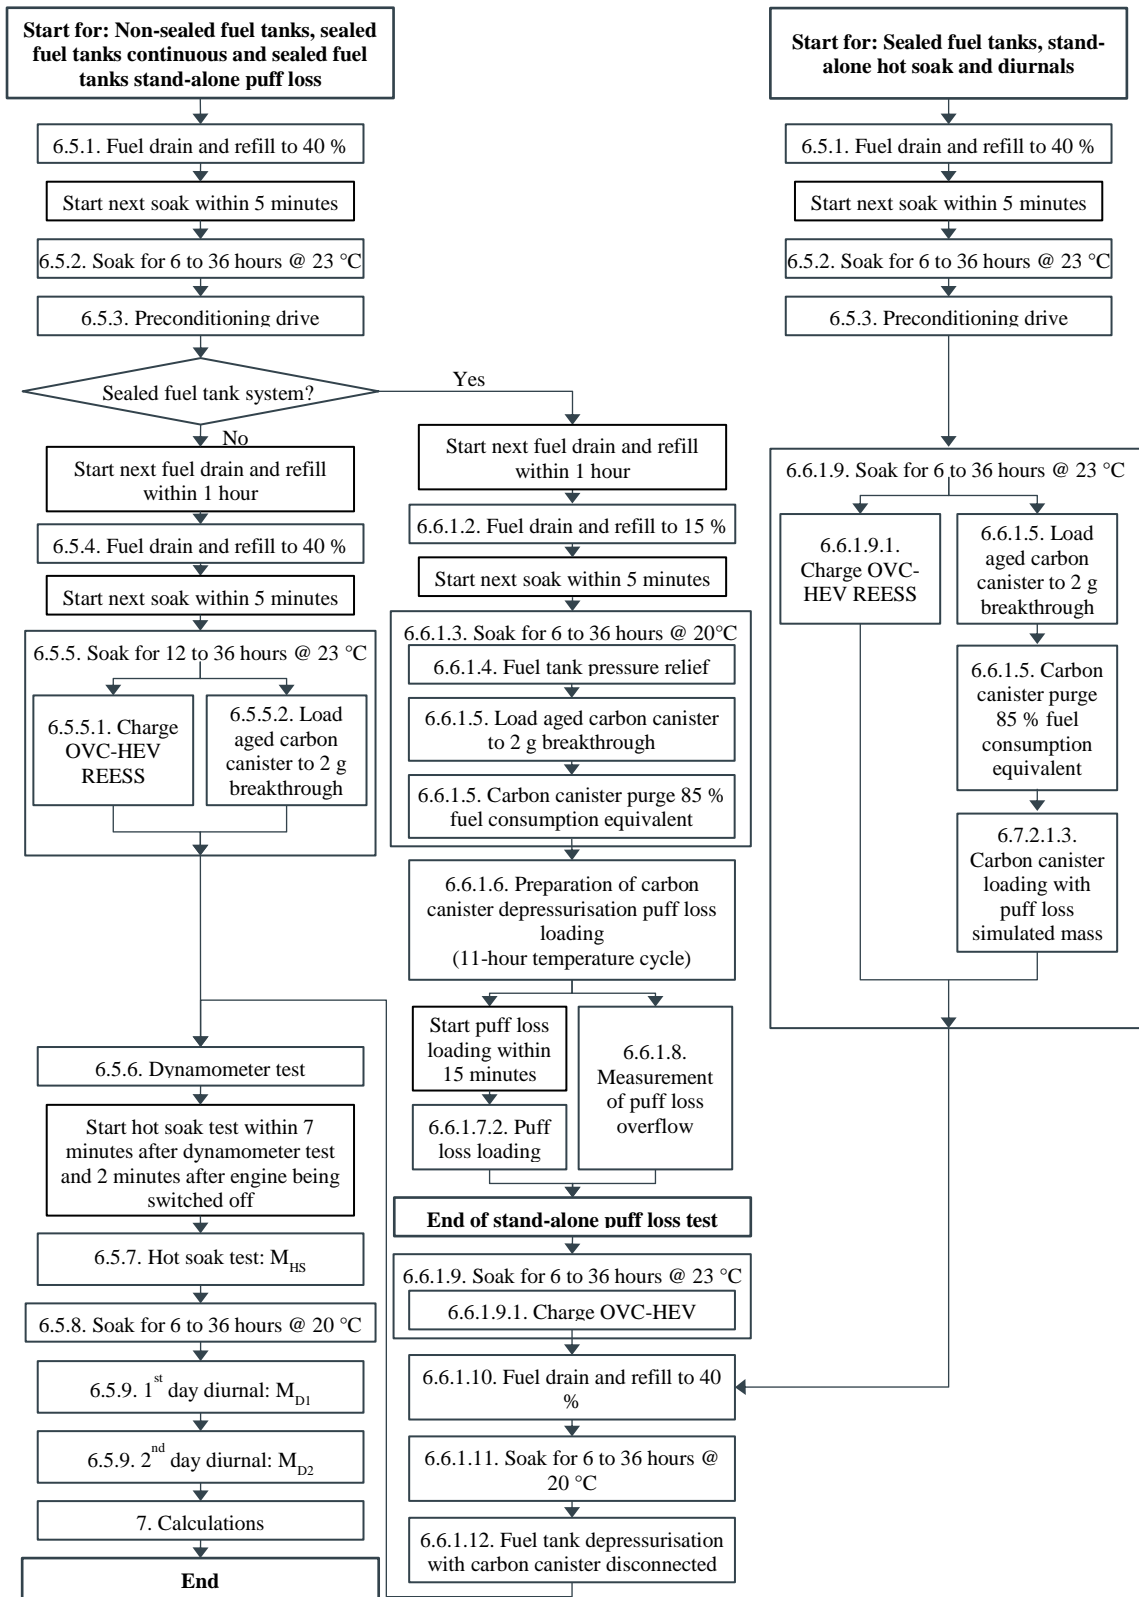 Start for: Non-sealed fuel tanks, sealed
fuel tanks continuous and sealed fuel
tanks stand-alone puff loss
6.5.1. Fuel drain and refill to 40 %
Start next soak within 5 minutes
6.5.2. Soak for 6 to 36 hours @ 23 °C
6.5.3. Preconditioning drive
Sealed fuel tank system?
Yes
No
Start next fuel drain and refill
within 1 hour
6.5.4. Fuel drain and refill to 40 %
Start next soak within 5 minutes
6.5.5. Soak for 12 to 36 hours @ 23 °C
6.5.5.1. Charge
OVC-HEV
REESS
6.5.5.2. Load
aged carbon
canister to 2 g
breakthrough
6.5.6. Dynamometer test
Start hot soak test within 7
minutes after dynamometer test
and 2 minutes after engine being
switched off
6.5.7. Hot soak test: M_HS
6.5.8. Soak for 6 to 36 hours @ 20 °C
6.5.9. 1st day diurnal: M_D1
6.5.9. 2nd day diurnal: M_D2
7. Calculations
End
Start next fuel drain and refill
within 1 hour
6.6.1.2. Fuel drain and refill to 15 %
Start next soak within 5 minutes
6.6.1.3. Soak for 6 to 36 hours @ 20°C
6.6.1.4. Fuel tank pressure relief
6.6.1.5. Load aged carbon canister
to 2 g breakthrough
6.6.1.5. Carbon canister purge 85 %
fuel consumption equivalent
6.6.1.6. Preparation of carbon
canister depressurisation puff loss
loading
(11-hour temperature cycle)
Start puff loss
loading within
15 minutes
6.6.1.7.2. Puff
loss loading
6.6.1.8.
Measurement
of puff loss
overflow
End of stand-alone puff loss test
6.6.1.9. Soak for 6 to 36 hours @ 23 °C
6.6.1.9.1. Charge OVC-HEV
6.6.1.10. Fuel drain and refill to 40
%
6.6.1.11. Soak for 6 to 36 hours @
20 °C
6.6.1.12. Fuel tank depressurisation
with carbon canister disconnected
Start for: Sealed fuel tanks, stand-
alone hot soak and diurnals
6.5.1. Fuel drain and refill to 40 %
Start next soak within 5 minutes
6.5.2. Soak for 6 to 36 hours @ 23 °C
6.5.3. Preconditioning drive
6.6.1.9. Soak for 6 to 36 hours @ 23 °C
6.6.1.9.1.
Charge OVC-
HEV REESS
6.6.1.5. Load
aged carbon
canister to 2 g
breakthrough
6.6.1.5. Carbon
canister purge
85 % fuel
consumption
equivalent
6.7.2.1.3.
Carbon canister
loading with
puff loss
simulated mass